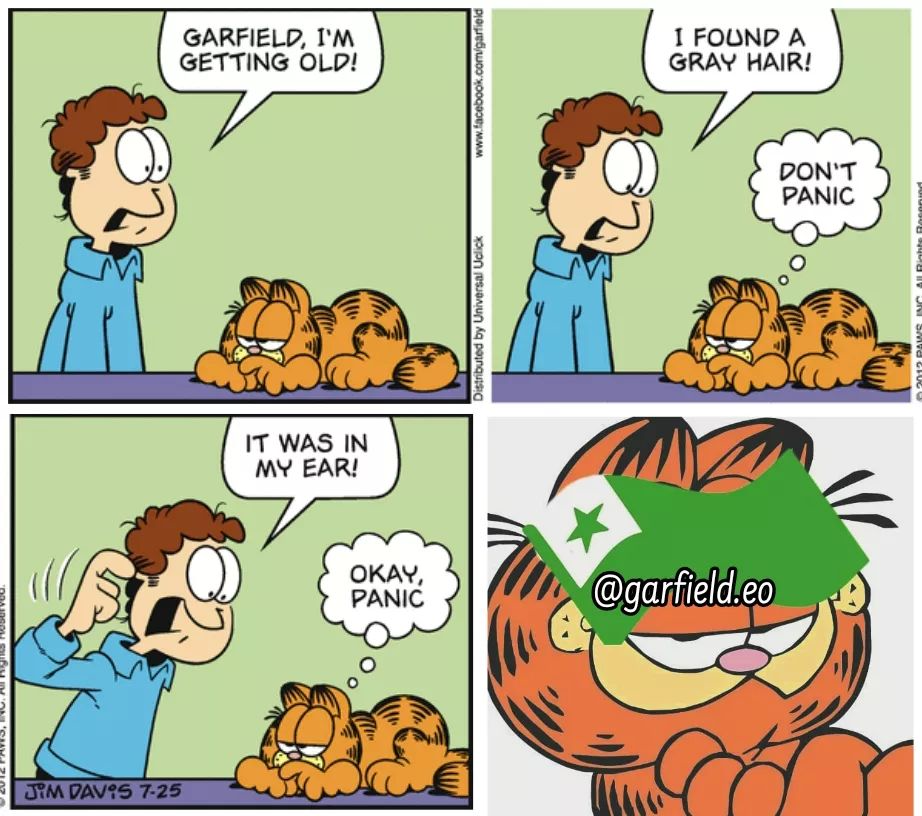 GARFIELD, I'M
GETTING OLD!
www.facebook.com/garfield
Distributed by Universal Uclick
I FOUND A
GRAY HAIR!
DON'T
PANIC
© 2012 PAWS, INC. All Rights Reserved.
IT WAS IN
MY EAR!
OKAY,
PANIC
© 2012 PAWS, INC. All Rights Reserved.
JIM DAVIS 7-25
@garfield.eo